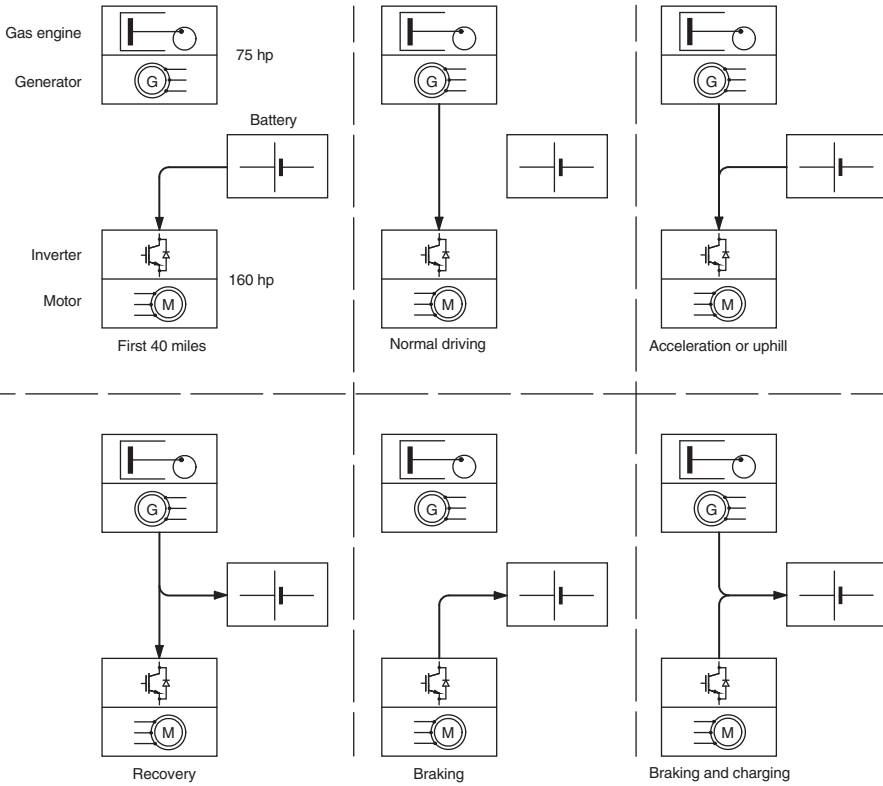 Gas engine
75 hp
Generator
G
G
G
Battery
Inverter
160 hp
Motor
M
M
M
First 40 miles
Normal driving
Acceleration or uphill
G
G
G
M
M
M
Recovery
Braking
Braking and charging